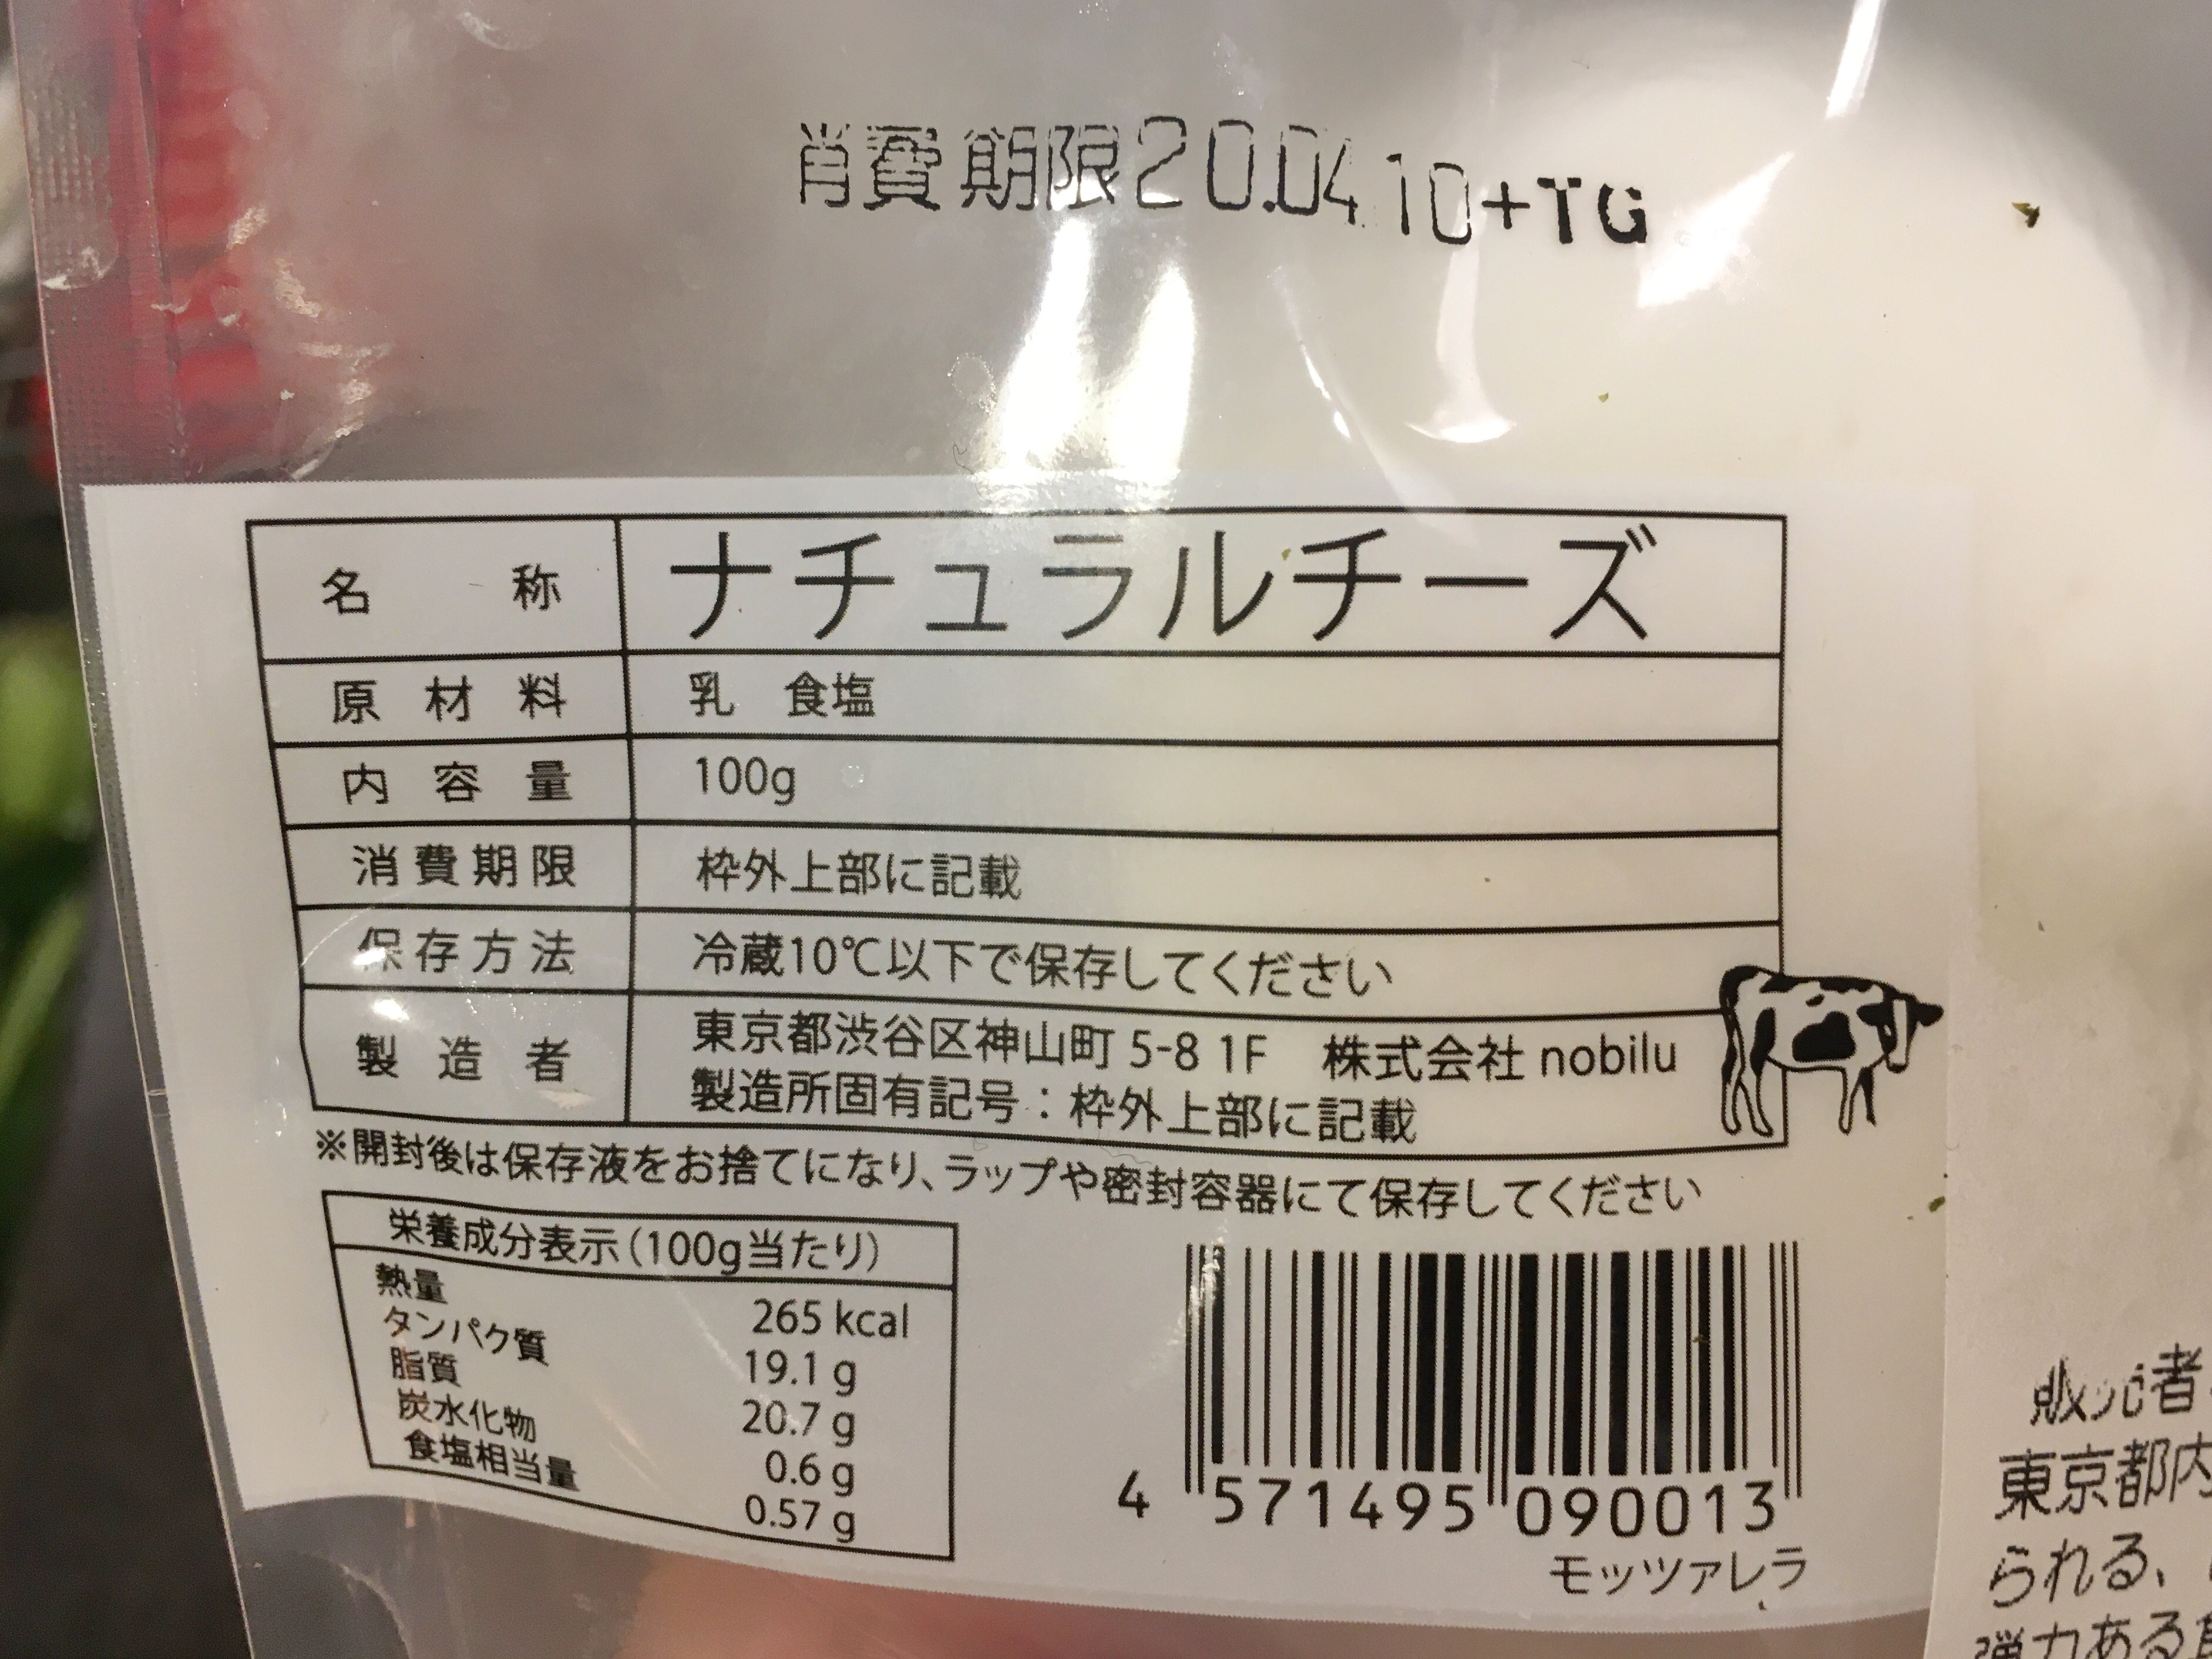 消費期限20.04.10+TG
名称 ナチュラルチーズ
原材料 乳 食塩
内容量 100g
消費期限 枠外上部に記載
保存方法 冷蔵10℃以下で保存してください
製造者 東京都渋谷区神山町 5-8 1F 株式会社 nobilu
製造所固有記号：枠外上部に記載
※開封後は保存液をお捨てになり、ラップや密封容器にて保存してください
栄養成分表示（100g当たり）
熱量 265 kcal
タンパク質 19.1 g
脂質 20.7 g
炭水化物 0.6 g
食塩相当量 0.57 g
4 571495 090013
モッツァレラ
販売者
東京都内
られる、
弾力ある